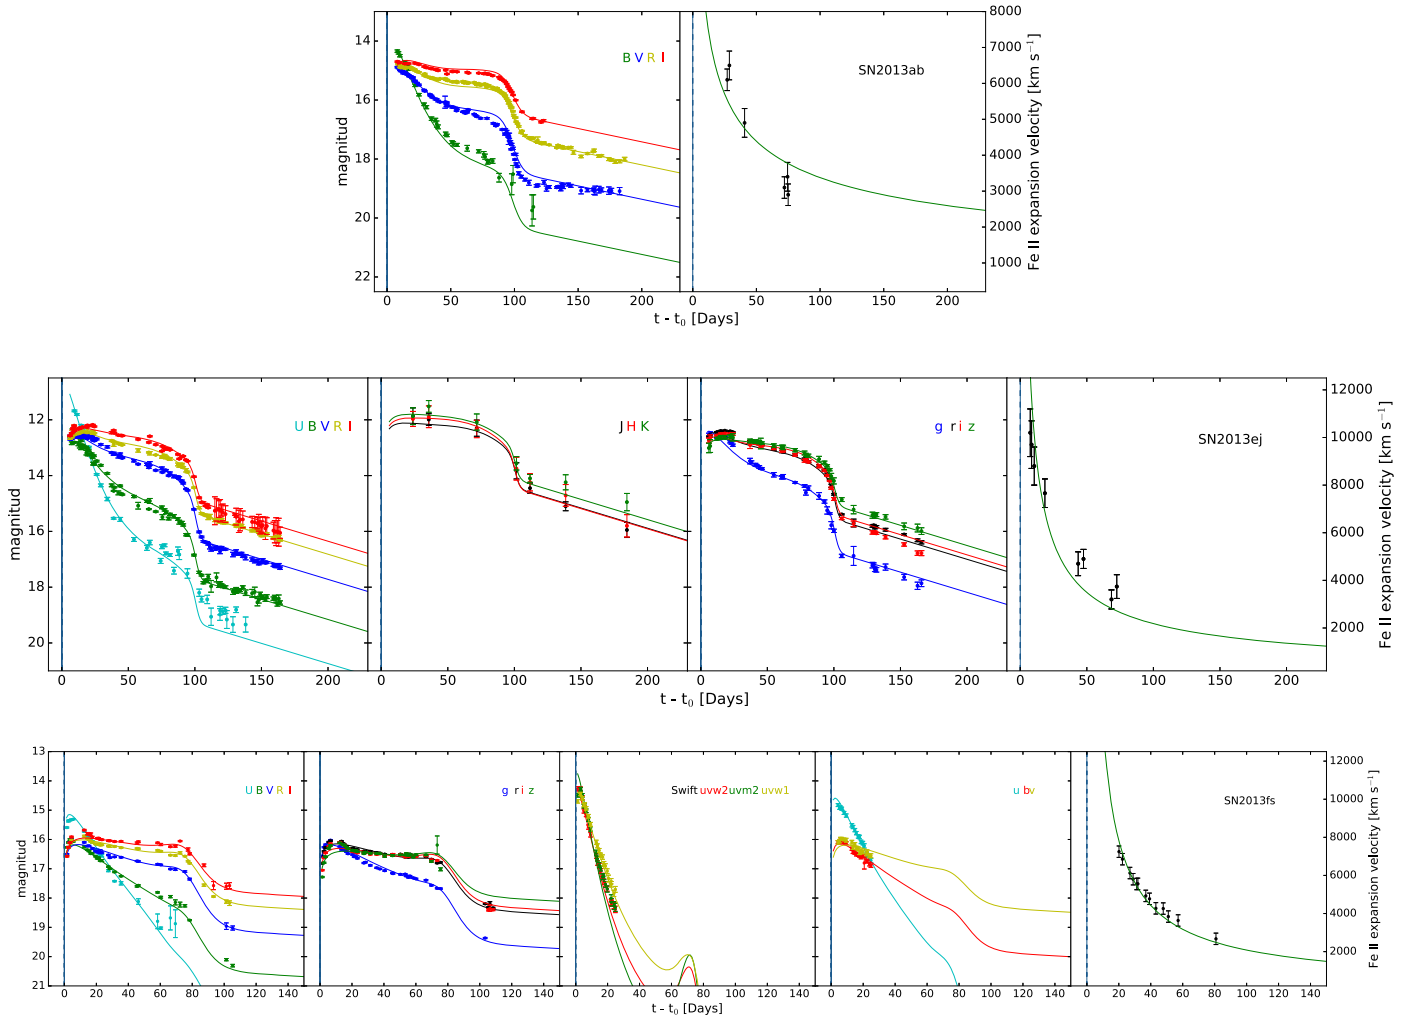 8000
14
7000
B V R I
SN2013ab
6000
16
5000
magnitud
4000
18
3000
20
2000
1000
22
Fe II expansion velocity [km s⁻¹]
0 50 100 150 200
0 50 100 150 200
t - t₀ [Days]
12000
12
U B V R I
J H K
g r i z
SN2013ej
10000
14
8000
magnitud
16
6000
4000
18
2000
20
Fe II expansion velocity [km s⁻¹]
0 50 100 150 200
0 50 100 150 200
0 50 100 150 200
0 50 100 150 200
t - t₀ [Days]
13
12000
14
U B V R I
g r i z
Swift uvw2 uvm2 uvw1
u b v
SN2013fs
10000
15
16
8000
magnitud
17
6000
18
4000
19
20
2000
21
Fe II expansion velocity [km s⁻¹]
0 20 40 60 80 100 120 140
0 20 40 60 80 100 120 140
0 20 40 60 80 100 120 140
0 20 40 60 80 100 120 140
0 20 40 60 80 100 120 140
t - t₀ [Days]